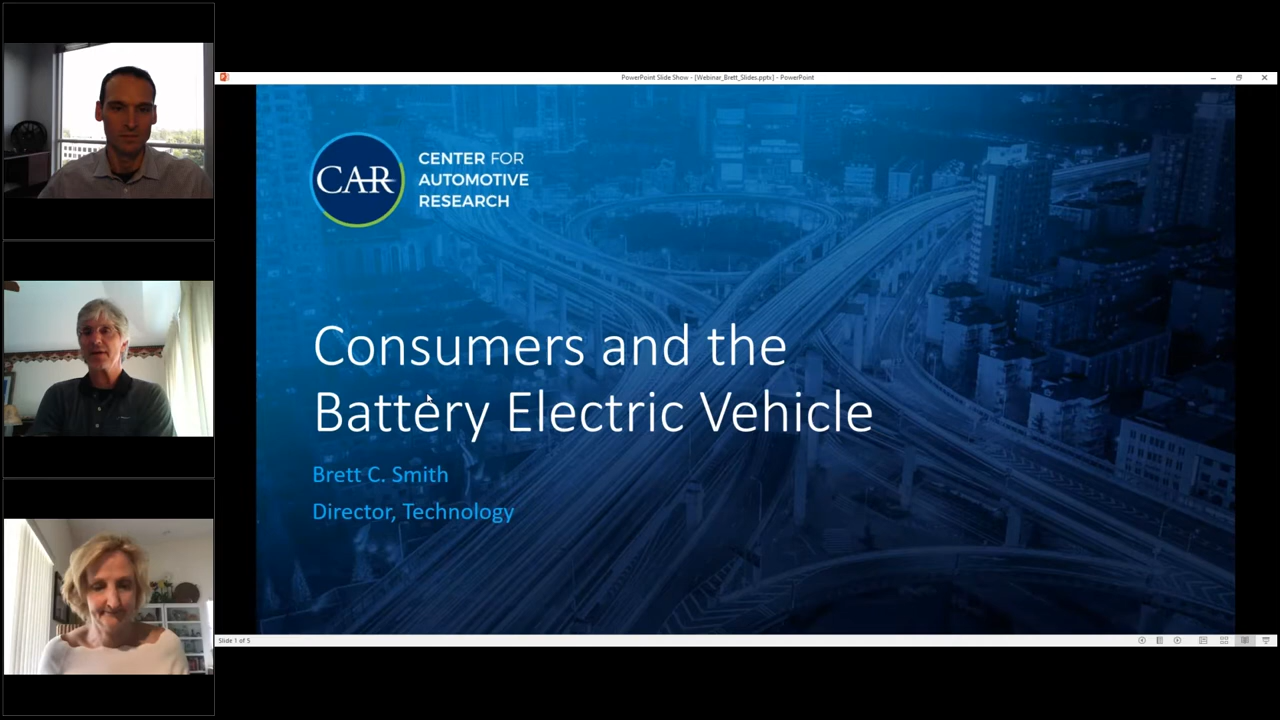 PowerPoint Slide Show - [Webinar_Brett_Slides.pptx] - PowerPoint
CAR
CENTER FOR
AUTOMOTIVE
RESEARCH
Consumers and the
Battery Electric Vehicle
Brett C. Smith
Director, Technology
Slide 1 of 5